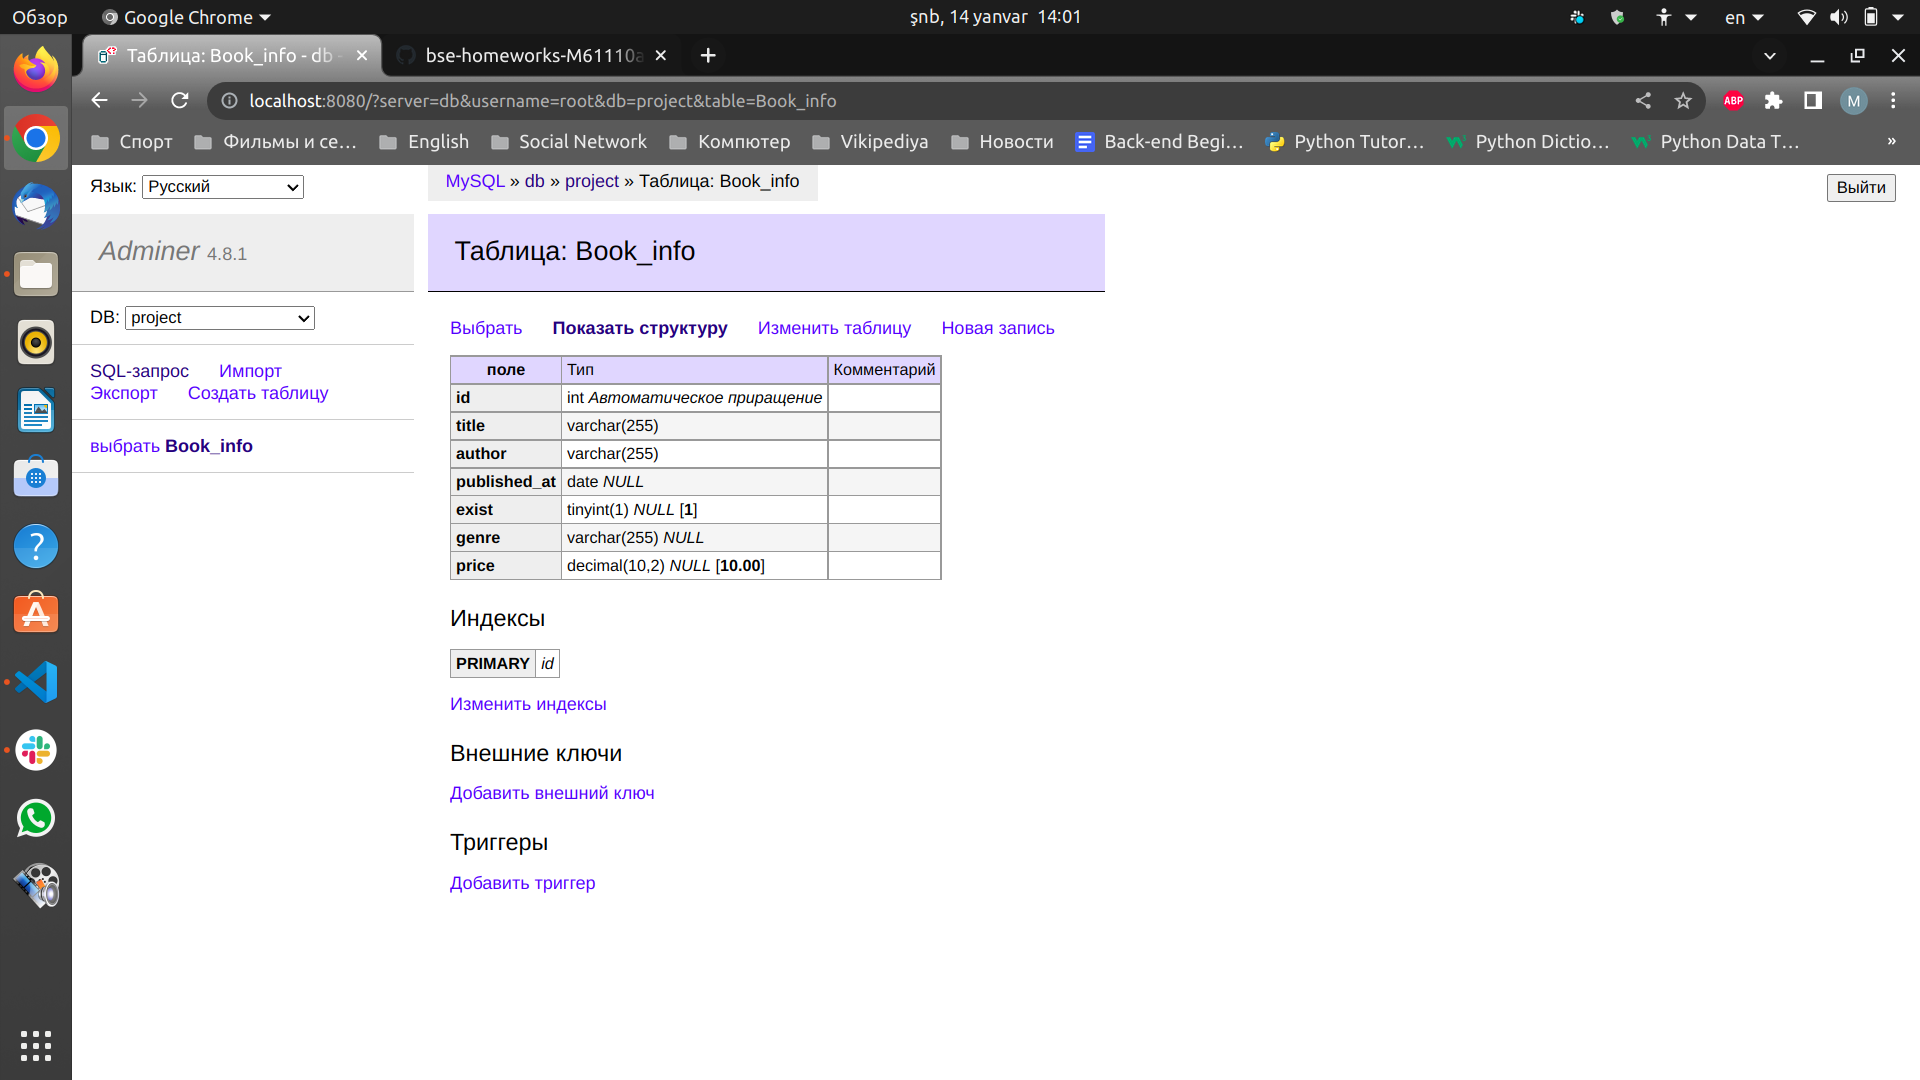 Обзор Google Chrome şnb, 14 yanvar 14:01 en
Таблица: Book_info - db - bse-homeworks-M61110a
localhost:8080/?server=db&username=root&db=project&table=Book_info ABP M
Спорт Фильмы и се... English Social Network Компютер Vikipediya Новости Back-end Begi... Python Tutor... Python Dictio... Python Data T... »
Язык: Русский
MySQL » db » project » Таблица: Book_info
Выйти
Adminer 4.8.1
Таблица: Book_info
DB: project
SQL-запрос Импорт
Экспорт Создать таблицу
выбрать Book_info
Выбрать Показать структуру Изменить таблицу Новая запись
поле Тип Комментарий
id int Автоматическое приращение
title varchar(255)
author varchar(255)
published_at date NULL
exist tinyint(1) NULL [1]
genre varchar(255) NULL
price decimal(10,2) NULL [10.00]
Индексы
PRIMARY id
Изменить индексы
Внешние ключи
Добавить внешний ключ
Триггеры
Добавить триггер